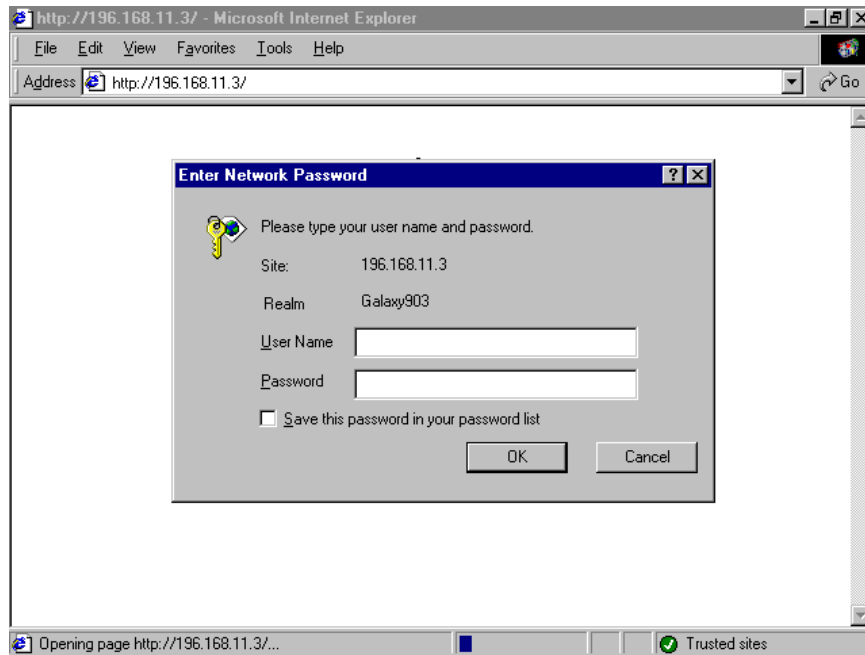 http://196.168.11.3/ - Microsoft Internet Explorer
File Edit View Favorites Tools Help
Address http://196.168.11.3/ Go
Enter Network Password
Please type your user name and password.
Site: 196.168.11.3
Realm Galaxy903
User Name
Password
Save this password in your password list
OK Cancel
Opening page http://196.168.11.3/... Trusted sites